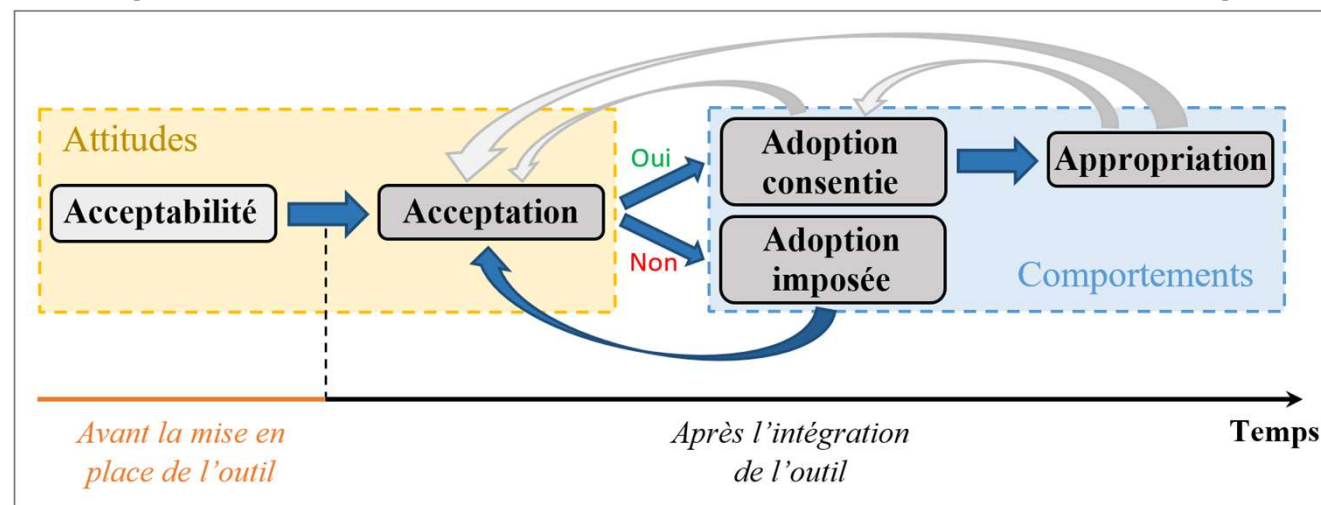 Attitudes
Acceptabilité
Acceptation
Oui
Non
Adoption
consentie
Adoption
imposée
Appropriation
Comportements
Avant la mise en
place de l’outil
Après l’intégration
de l’outil
Temps